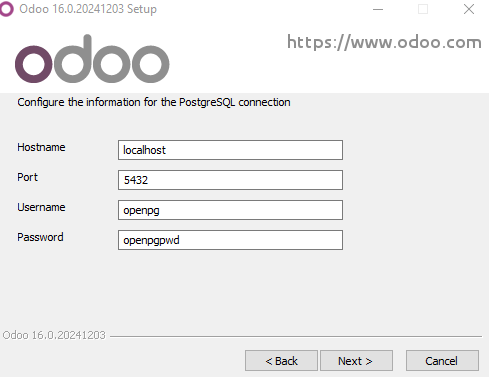 Odoo 16.0.20241203 Setup
odoo
https://www.odoo.com
Configure the information for the PostgreSQL connection
Hostname
localhost
Port
5432
Username
openpg
Password
openpgpwd
Odoo 16.0.20241203
< Back
Next >
Cancel